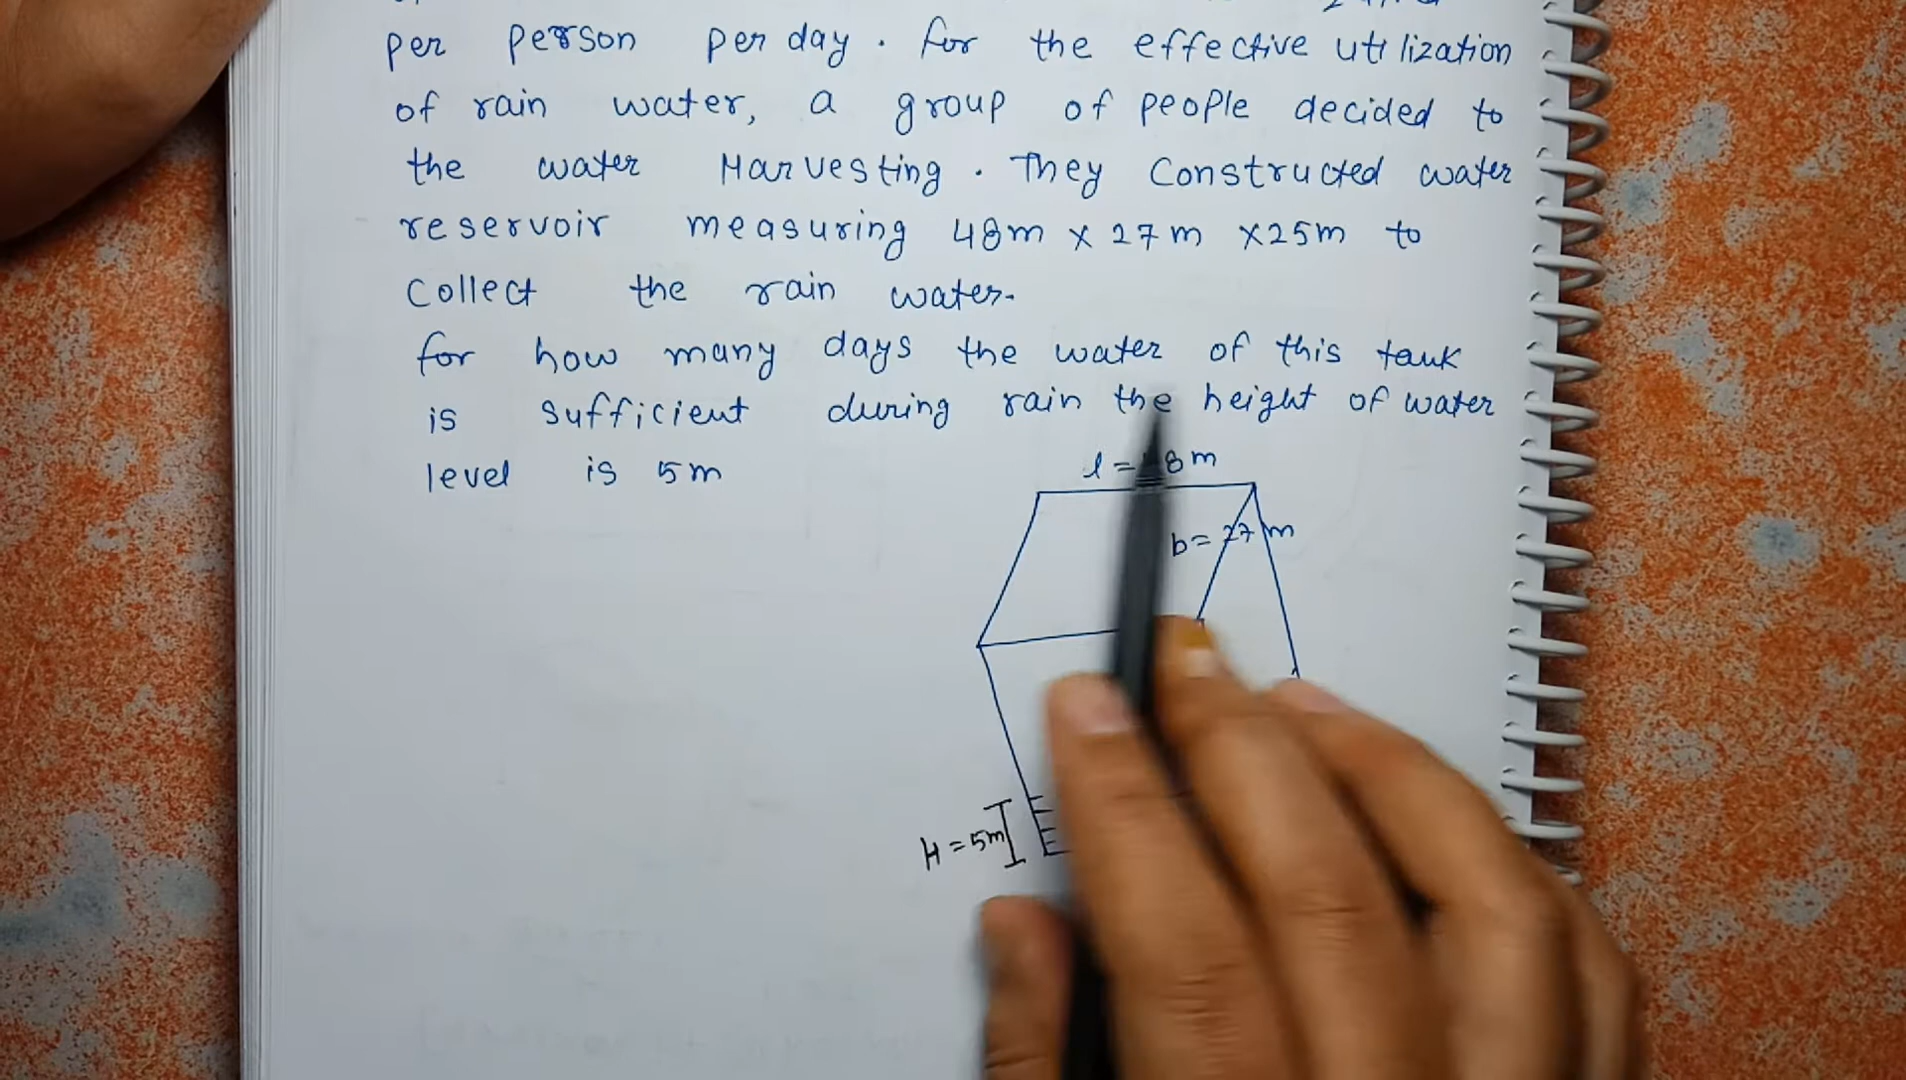 per person per day. for the effective utilization
of rain water, a group of people decided to
the water Harvesting. They Constructed water
reservoir measuring 48m x 27m x25m to
Collect the rain water.
for how many days the water of this tank
is sufficient during rain the height of water
level is 5m
l = 8m
b = 27m
H = 5m